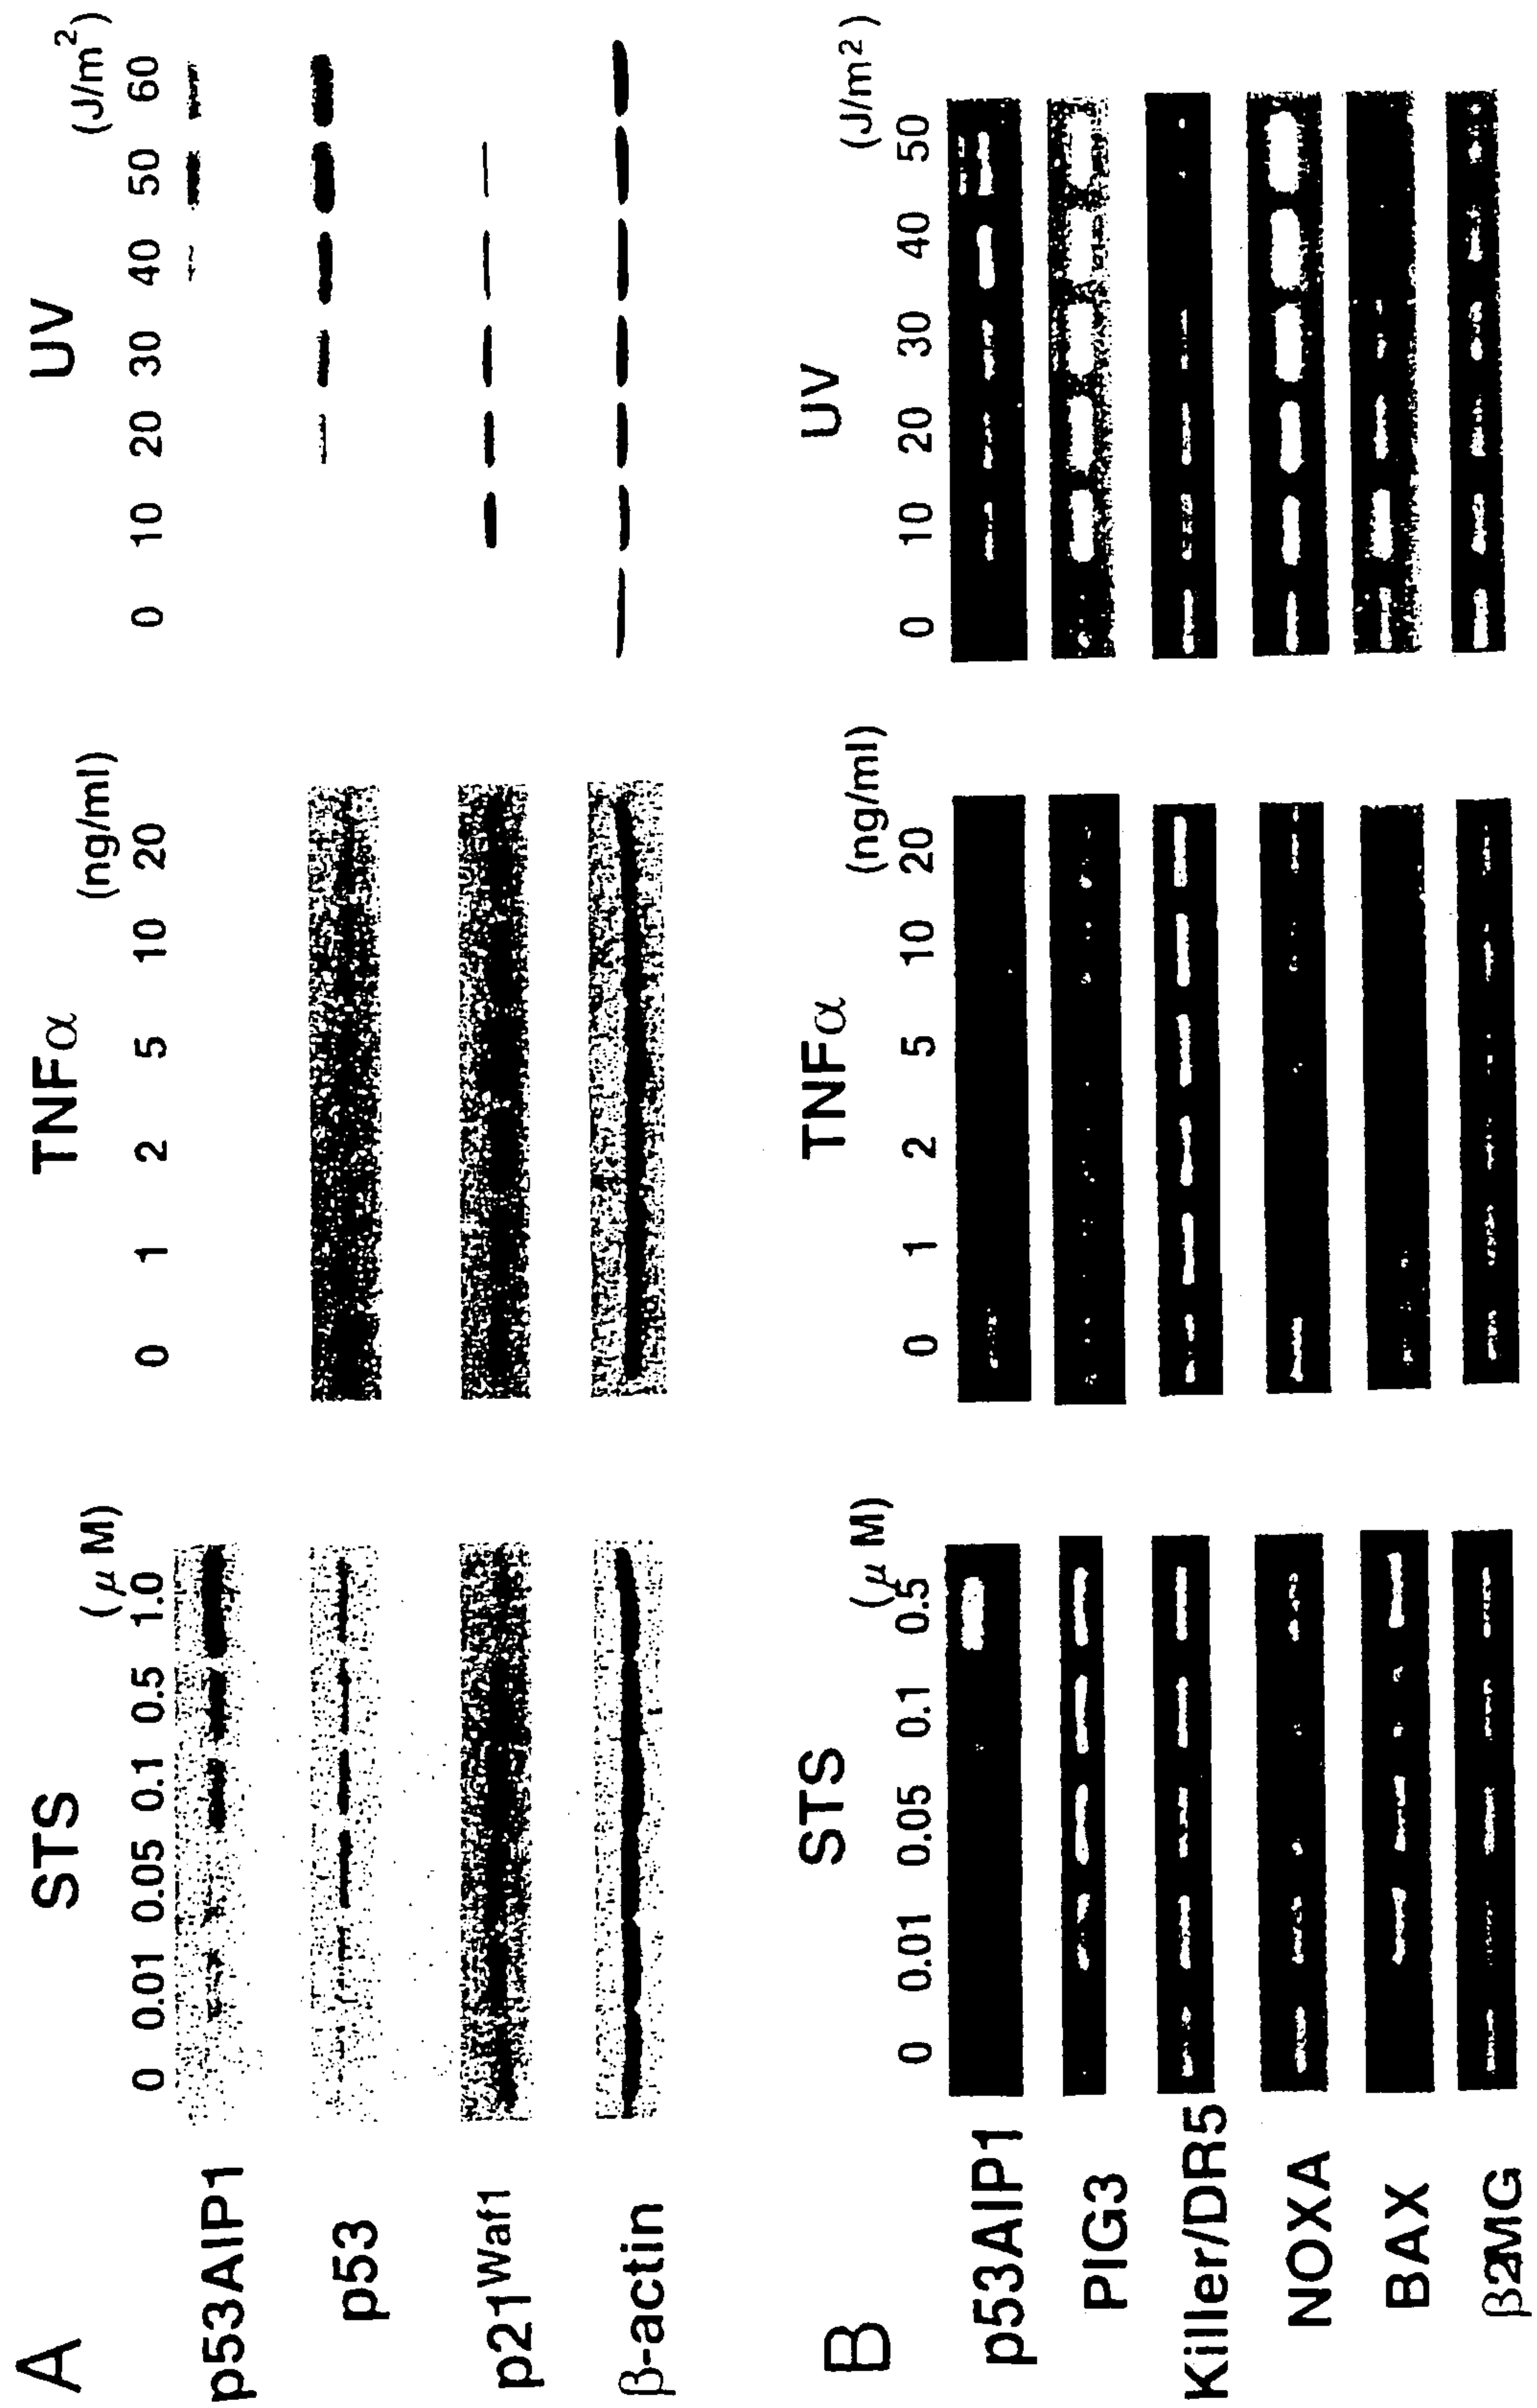 A
STS
TNFα
UV
(μ M)
(ng/ml)
(J/m²)
0 0.01 0.05 0.1 0.5 1.0
0 1 2 5 10 20
0 10 20 30 40 50 60
p53AIP1
p53
p21Waf1
β-actin
B
STS
TNFα
UV
(μ M)
(ng/ml)
(J/m²)
0 0.01 0.05 0.1 0.5
0 1 2 5 10 20
0 10 20 30 40 50
p53AIP1
PIG3
Killer/DR5
NOXA
BAX
β2MG